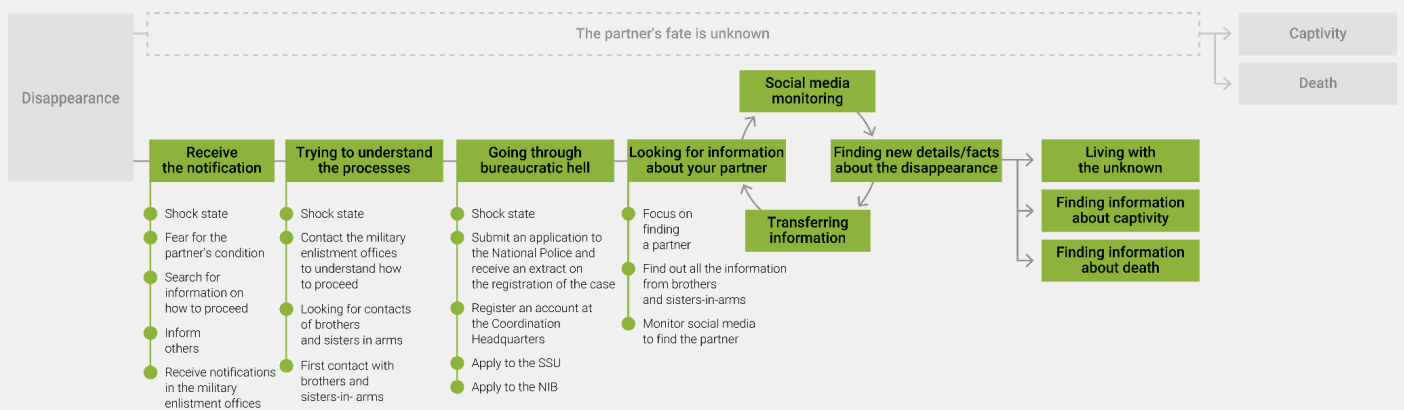 Disappearance
The partner's fate is unknown
Captivity
Death
Receive
the notification
Shock state
Fear for the
partner's condition
Search for
information on
how to proceed
Inform
others
Receive notifications
in the military
enlistment offices
Trying to understand
the processes
Shock state
Contact the military
enlistment offices
to understand how
to proceed
Looking for contacts
of brothers
and sisters in arms
First contact with
brothers and
sisters-in- arms
Going through
bureaucratic hell
Shock state
Submit an application to
the National Police and
receive an extract on
the registration of the case
Register an account at
the Coordination
Headquarters
Apply to the SSU
Apply to the NIB
Looking for information
about your partner
Focus on
finding
a partner
Find out all the information
from brothers
and sisters-in-arms
Monitor social media
to find the partner
Social media
monitoring
Finding new details/facts
about the disappearance
Transferring
information
Living with
the unknown
Finding information
about captivity
Finding information
about death